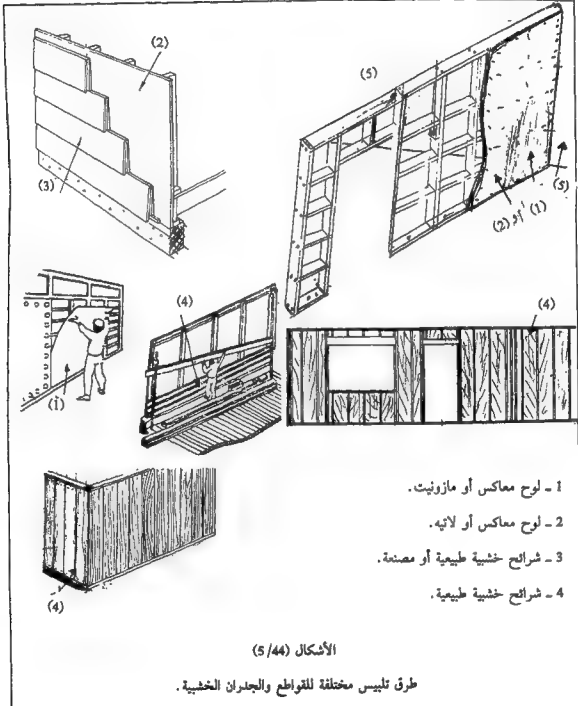 (2)
(5)
(3)
(5)
(1) أو (2)
(4)
(4)
(1)
1 ـ لوح معاكس أو مازونيت.
2 ـ لوح معاكس أو لاتيه.
3 ـ شرائح خشبية طبيعية أو مصنعة.
4 ـ شرائح خشبية طبيعية.
(4)
الأشكال (5/44)
طرق تلبيس مختلفة للقواطع والجدران الخشبية.